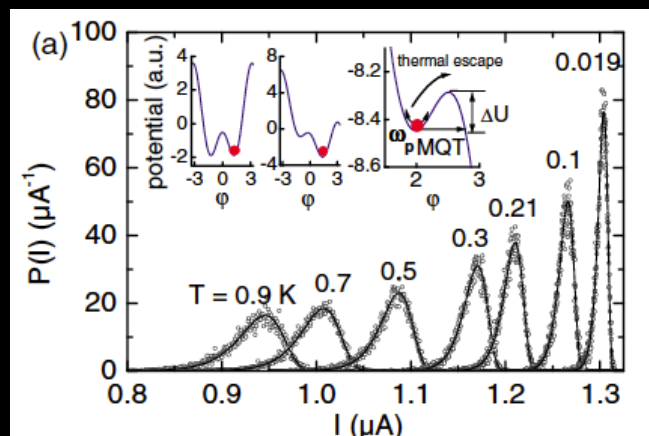 (a)
potential (a.u.)
3
0
-2
-3 0 3
φ
8
4
0
-4
-3 0 3
φ
-8.2
-8.4
-8.6
thermal escape
ΔU
ωp MQT
2 3
φ
0.019
0.1
0.21
0.3
0.5
0.7
T = 0.9 K
P(I) (μA⁻¹)
100
80
60
40
20
0
0.8 0.9 1.0 1.1 1.2 1.3
I (μA)